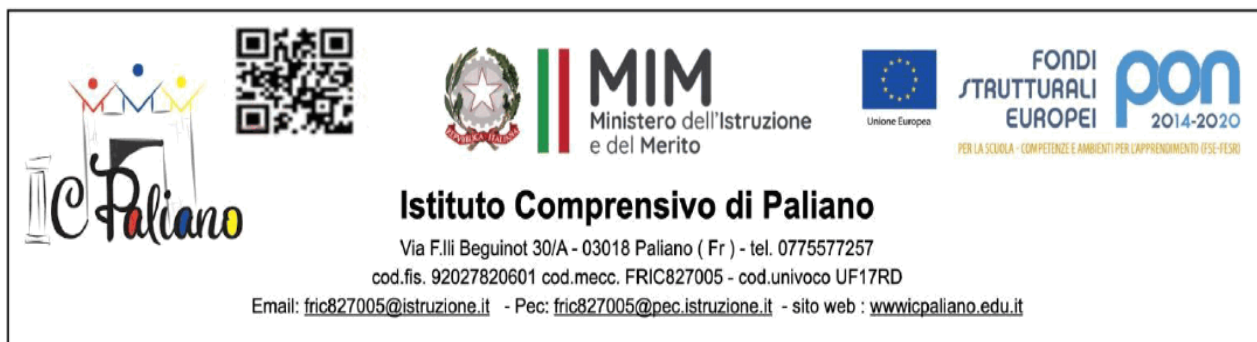 IC Paliano
MIM
Ministero dell'Istruzione
e del Merito
REPVBBLICA ITALIANA
Unione Europea
FONDI
STRUTTURALI
EUROPEI
pon
2014-2020
PER LA SCUOLA - COMPETENZE E AMBIENTI PER L'APPRENDIMENTO (FSE-FESR)
Istituto Comprensivo di Paliano
Via F.lli Beguinot 30/A - 03018 Paliano ( Fr ) - tel. 0775577257
cod.fis. 92027820601 cod.mecc. FRIC827005 - cod.univoco UF17RD
Email: fric827005@istruzione.it - Pec: fric827005@pec.istruzione.it - sito web : wwwicpaliano.edu.it